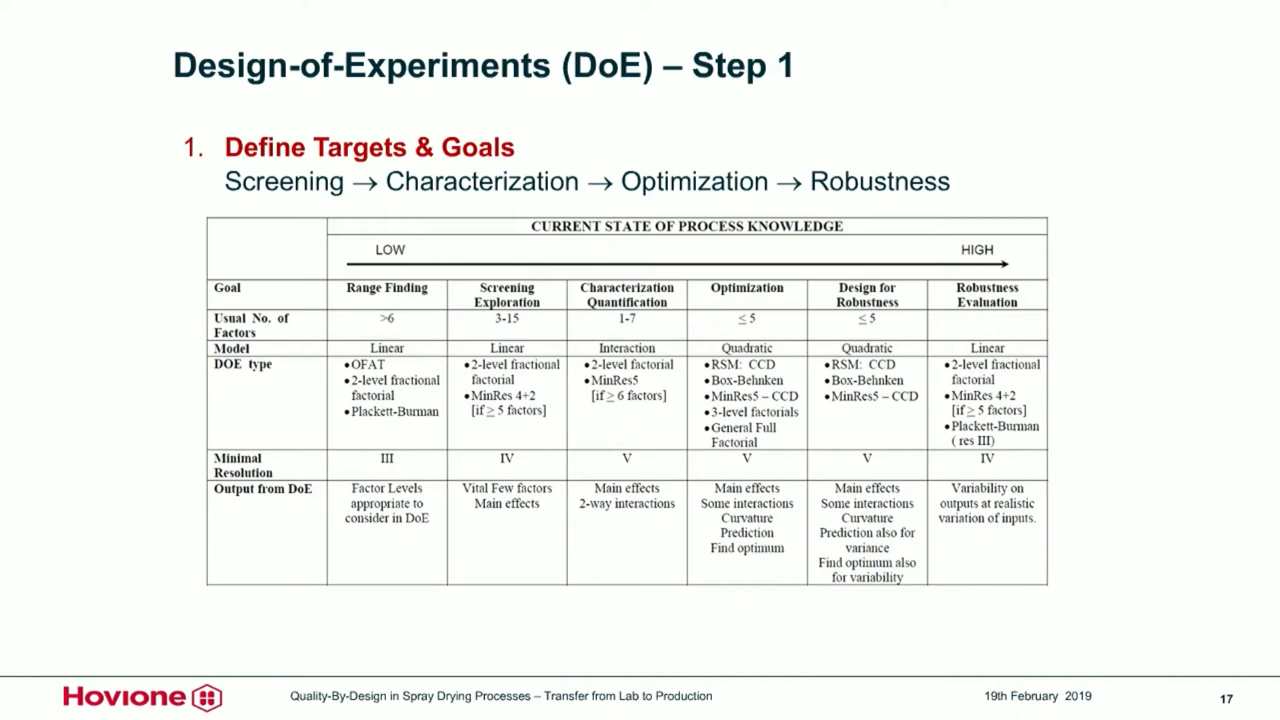 Design-of-Experiments (DoE) – Step 1
1. Define Targets & Goals
Screening → Characterization → Optimization → Robustness
CURRENT STATE OF PROCESS KNOWLEDGE
LOW HIGH
Goal Range Finding Screening Exploration Characterization Quantification Optimization Design for Robustness Robustness Evaluation
Usual No. of Factors >6 3-15 1-7 ≤ 5 ≤ 5
Model Linear Linear Interaction Quadratic Quadratic Linear
DOE type
•OFAT
•2-level fractional factorial
•Plackett-Burman
•2-level fractional factorial
•MinRes 4+2 [if ≥ 5 factors]
•2-level factorial
•MinRes5 [if ≥ 6 factors]
•RSM: CCD
•Box-Behnken
•MinRes5 – CCD
•3-level factorials
•General Full Factorial
•RSM: CCD
•Box-Behnken
•MinRes5 – CCD
•2-level fractional factorial
•MinRes 4+2 [if ≥ 5 factors]
•Plackett-Burman ( res III)
Minimal Resolution III IV V V V IV
Output from DoE
Factor Levels appropriate to consider in DoE
Vital Few factors
Main effects
Main effects
2-way interactions
Main effects
Some interactions
Curvature
Prediction
Find optimum
Main effects
Some interactions
Curvature
Prediction also for variance
Find optimum also for variability
Variability on outputs at realistic variation of inputs.
Hovione
Quality-By-Design in Spray Drying Processes – Transfer from Lab to Production
19th February 2019
17